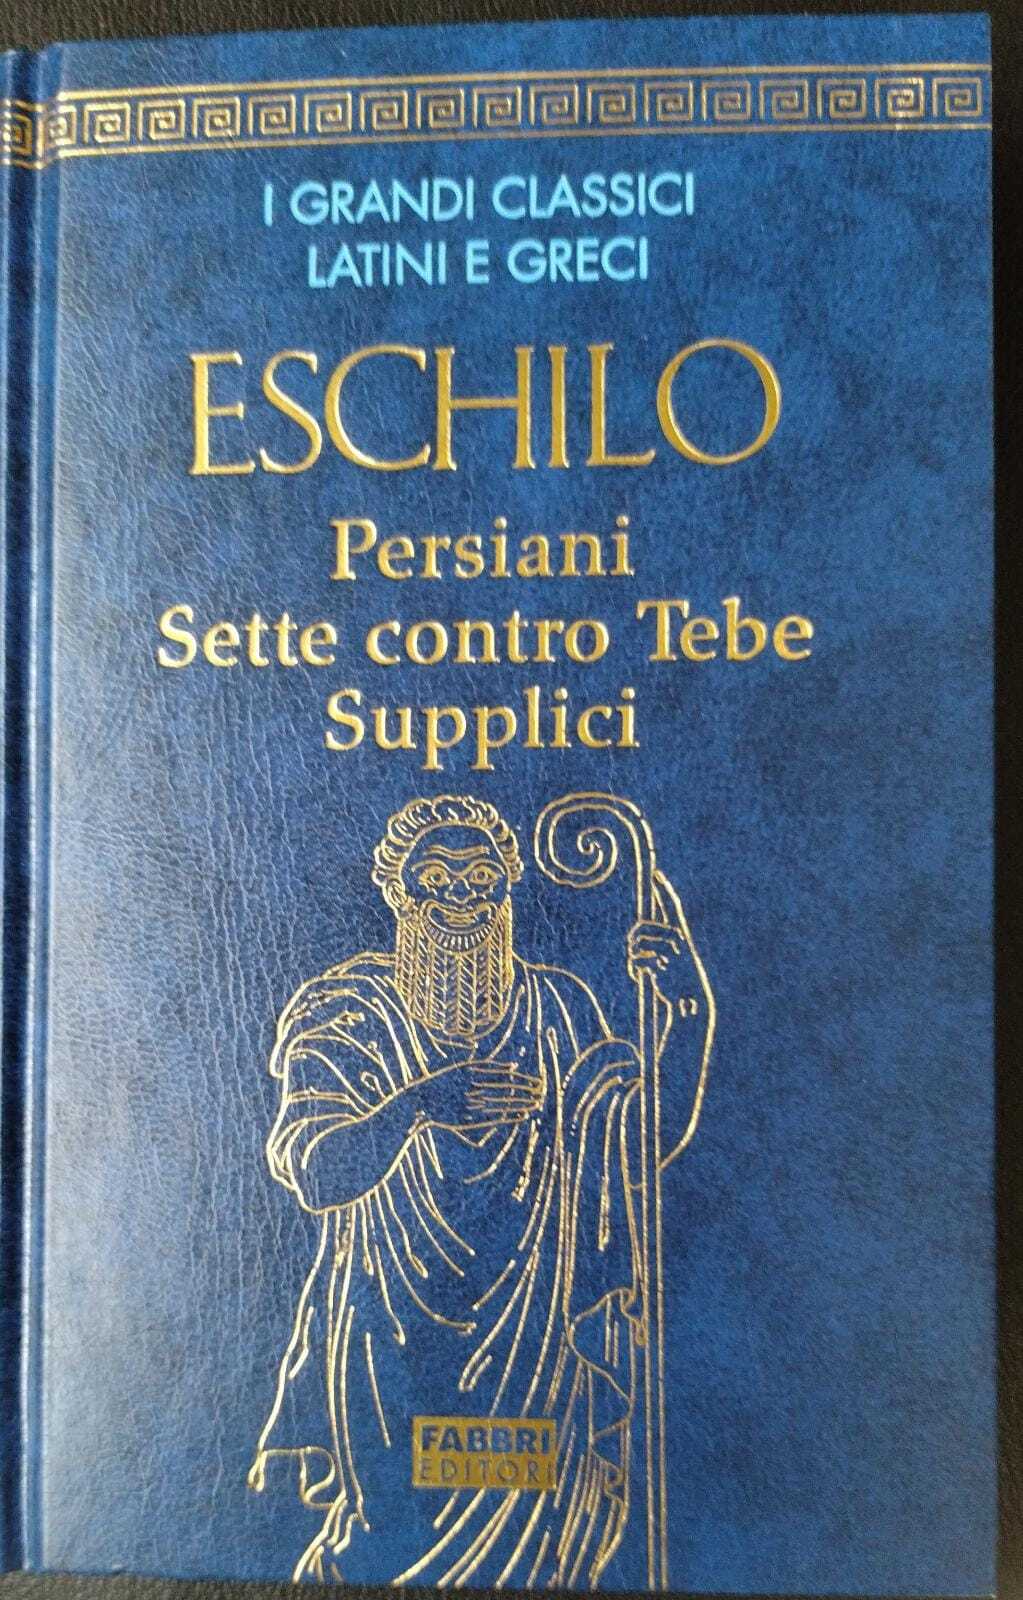 I GRANDI CLASSICI
LATINI E GRECI
ESCHILO
Persiani
Sette contro Tebe
Supplici
FABBRI
EDITORI